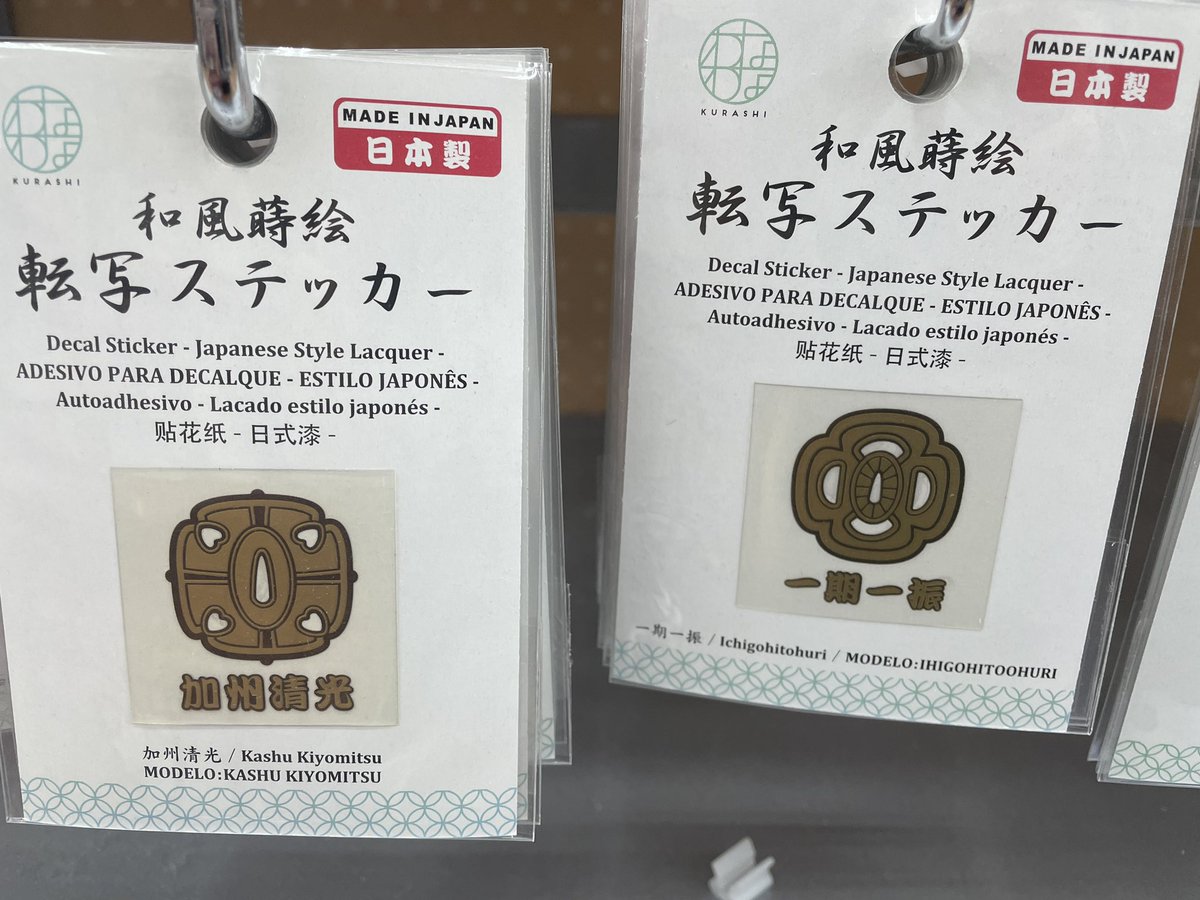 KURASHI
MADE IN JAPAN
日本製
和風蒔絵
転写ステッカー
Decal Sticker - Japanese Style Lacquer -
ADESIVO PARA DECALQUE - ESTILO JAPONÊS -
Autoadhesivo - Lacado estilo japonés -
贴花纸 - 日式漆 -
加州清光
加州清光 / Kashu Kiyomitsu
MODELO:KASHU KIYOMITSU
KURASHI
MADE IN JAPAN
日本製
和風蒔絵
転写ステッカー
Decal Sticker - Japanese Style Lacquer -
ADESIVO PARA DECALQUE - ESTILO JAPONÊS -
Autoadhesivo - Lacado estilo japonés -
贴花纸 - 日式漆 -
一期一振
一期一振 / Ichigohitohuri / MODELO:IHIGOHITOOHURI